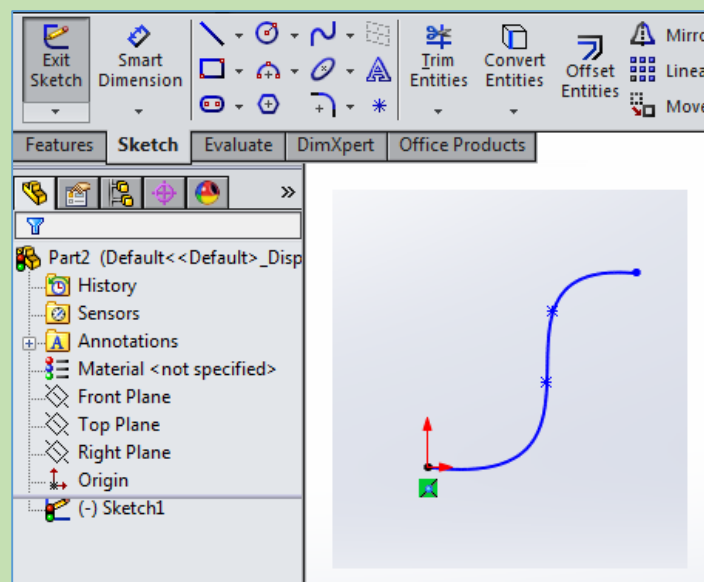 Exit
Sketch
Smart
Dimension
Trim
Entities
Convert
Entities
Offset
Entities
Mirro
Linea
Move
Features
Sketch
Evaluate
DimXpert
Office Products
»
Part2 (Default<<Default>_Disp
History
Sensors
A Annotations
Material <not specified>
Front Plane
Top Plane
Right Plane
Origin
(-) Sketch1